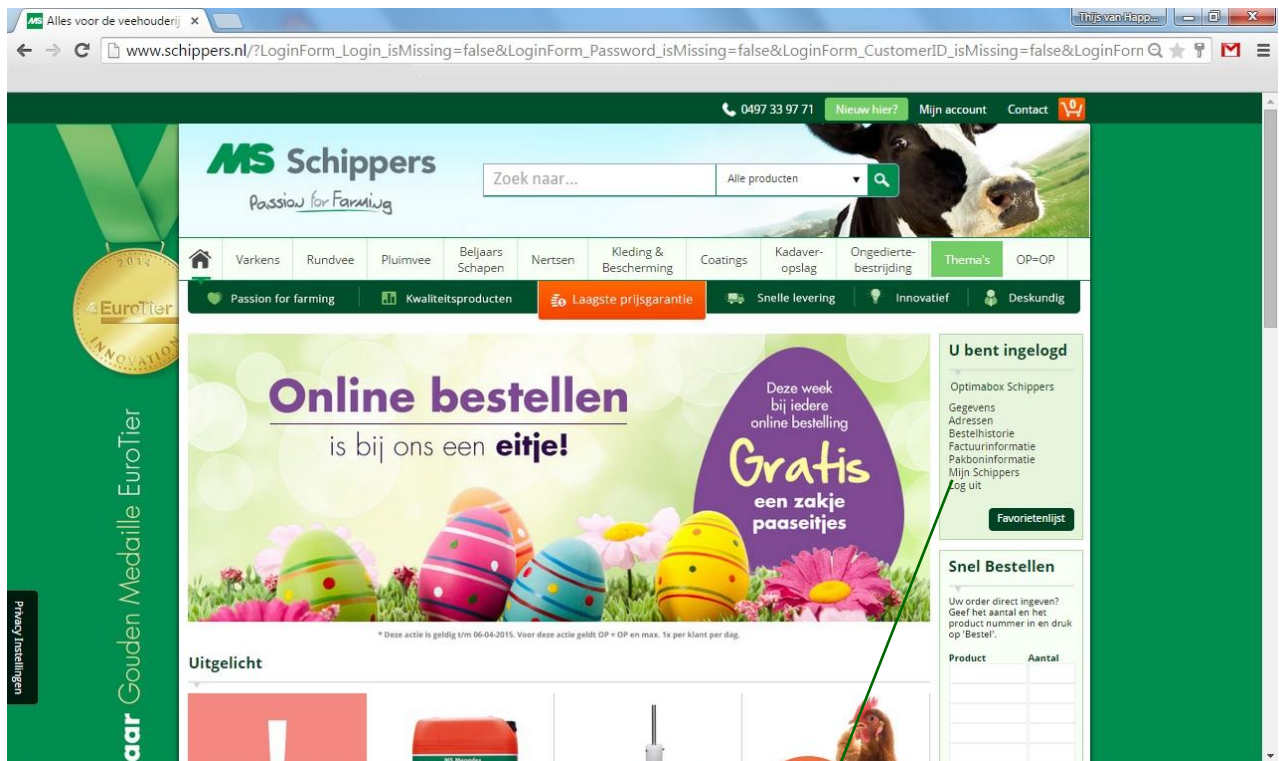 Alles voor de veehouderij
Thijs van Happ...
www.schippers.nl/?LoginForm_Login_isMissing=false&LoginForm_Password_isMissing=false&LoginForm_CustomerID_isMissing=false&LoginForm
0497 33 97 71 Nieuw hier? Mijn account Contact 0
MS Schippers
Passion for Farming
Zoek naar... Alle producten
Varkens Rundvee Pluimvee Beljaars Schapen Nertsen Kleding & Bescherming Coatings Kadaver-opslag Ongedierte-bestrijding Thema's OP=OP
Passion for farming Kwaliteitsproducten Laagste prijsgarantie Snelle levering Innovatief Deskundig
2014
EuroTier
INNOVATION
aar Gouden Medaille EuroTier
Privacy Instellingen
Online bestellen
is bij ons een eitje!
Deze week
bij iedere
online bestelling
Gratis
een zakje
paaseitjes
* Deze actie is geldig t/m 06-04-2015. Voor deze actie geldt OP = OP en max. 1x per klant per dag.
Uitgelicht
U bent ingelogd
Optimabox Schippers
Gegevens
Adressen
Bestelhistorie
Factuurinformatie
Pakboninformatie
Mijn Schippers
Log uit
Favorietenlijst
Snel Bestellen
Uw order direct ingeven?
Geef het aantal en het
product nummer in en druk
op 'Bestel'.
Product Aantal